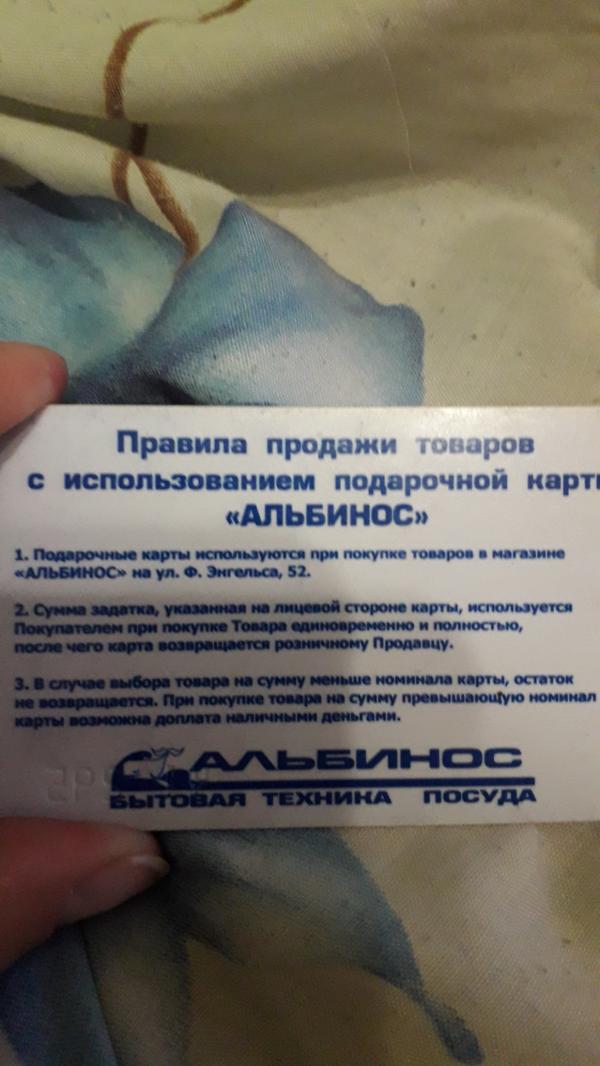 Правила продажи товаров
с использованием подарочной карт
«АЛЬБИНОС»
1. Подарочные карты используются при покупке товаров в магазине
«АЛЬБИНОС» на ул. Ф. Энгельса, 52.
2. Сумма задатка, указанная на лицевой стороне карты, используется
Покупателем при покупке Товара единовременно и полностью,
после чего карта возвращается розничному Продавцу.
3. В случае выбора товара на сумму меньше номинала карты, остаток
не возвращается. При покупке товара на сумму превышающую номинал
карты возможна доплата наличными деньгами.
АЛЬБИНОС
БЫТОВАЯ ТЕХНИКА ПОСУДА